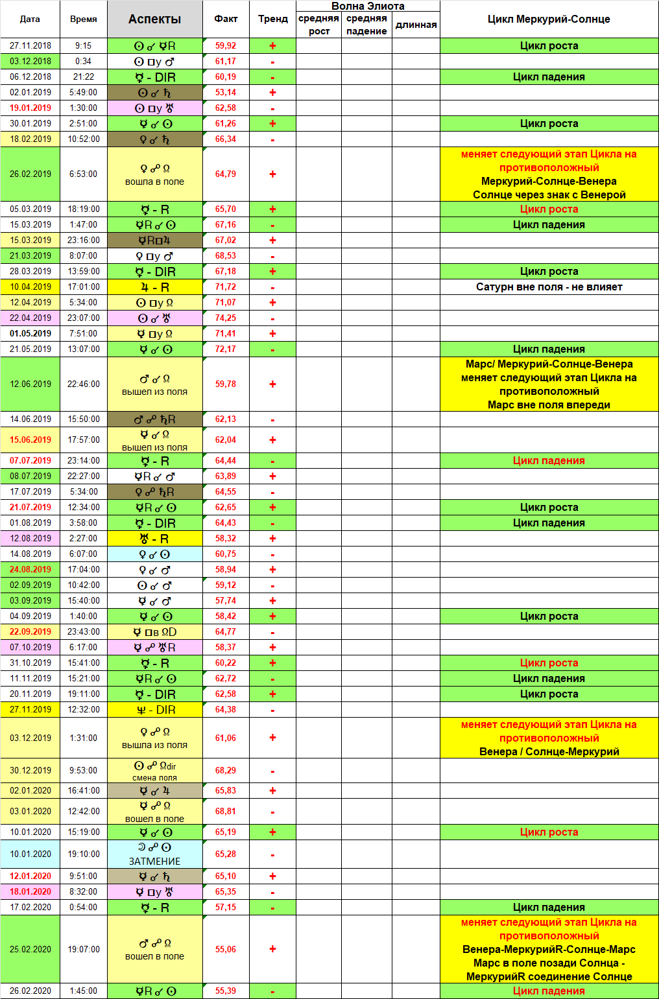 Дата Время Аспекты Факт Тренд Волна Элиота Цикл Меркурий-Солнце
средняя рост средняя падение длинная
27.11.2018 9:15 ☉ ☌ ☿R 59,92 + Цикл роста
03.12.2018 0:34 ☉ □у ♂ 61,17 -
06.12.2018 21:22 ☿ - DIR 60,19 - Цикл падения
02.01.2019 5:49:00 ☉ ☌ ♄ 53,14 +
19.01.2019 1:30:00 ☉ □у ♅ 62,58 -
30.01.2019 2:51:00 ☿ ☌ ☉ 61,26 + Цикл роста
18.02.2019 10:52:00 ♀ ☌ ♄ 66,34 -
26.02.2019 6:53:00 ♀ ☍ ☊ 64,79 +
вошла в поле
меняет следующий этап Цикла на
противоположный
Меркурий-Солнце-Венера
Солнце через знак с Венерой
05.03.2019 18:19:00 ☿ - R 65,70 + Цикл роста
15.03.2019 1:47:00 ☿R ☌ ☉ 67,16 - Цикл падения
15.03.2019 23:16:00 ☿R□♃ 67,02 +
21.03.2019 8:07:00 ♀ □у ♂ 68,53 -
28.03.2019 13:59:00 ☿ - DIR 67,18 + Цикл роста
10.04.2019 17:01:00 ♃ - R 71,72 - Сатурн вне поля - не влияет
12.04.2019 5:34:00 ☉ □у ☊ 71,07 +
22.04.2019 23:07:00 ☉ ☌ ♅ 74,25 -
01.05.2019 7:51:00 ☿ □у ☊ 71,41 +
21.05.2019 13:07:00 ☿ ☌ ☉ 72,17 - Цикл падения
12.06.2019 22:46:00 ♂ ☌ ☊ 59,78 +
вышел из поля
Марс/ Меркурий-Солнце-Венера
меняет следующий этап Цикла на
противоположный
Марс вне поля впереди
14.06.2019 15:50:00 ♂ ☍ ♄R 62,13 -
15.06.2019 17:57:00 ☿ ☌ ☊ 62,04 +
вышел из поля
07.07.2019 23:14:00 ☿ - R 64,44 - Цикл падения
08.07.2019 22:27:00 ☿R ☌ ♂ 63,89 +
17.07.2019 5:34:00 ♀ ☍ ♄R 64,55 -
21.07.2019 12:34:00 ☿R ☌ ☉ 62,65 + Цикл роста
01.08.2019 3:58:00 ☿ - DIR 64,43 - Цикл падения
12.08.2019 2:27:00 ♅ - R 58,32 +
14.08.2019 6:07:00 ♀ ☌ ☉ 60,75 -
24.08.2019 17:04:00 ♀ ☌ ♂ 58,94 +
02.09.2019 10:42:00 ☉ ☌ ♂ 59,12 -
03.09.2019 15:40:00 ☿ ☌ ♂ 57,74 +
04.09.2019 1:40:00 ☿ ☌ ☉ 58,42 + Цикл роста
22.09.2019 23:43:00 ☿ □в ☊D 64,77 -
07.10.2019 6:17:00 ☿ ☍ ♅R 58,37 +
31.10.2019 15:41:00 ☿ - R 60,22 + Цикл роста
11.11.2019 15:21:00 ☿R ☌ ☉ 62,72 - Цикл падения
20.11.2019 19:11:00 ☿ - DIR 62,58 + Цикл роста
27.11.2019 12:32:00 ♆ - DIR 64,38 -
03.12.2019 1:31:00 ♀ ☍ ☊ 61,06 +
вышла из поля
меняет следующий этап Цикла на
противоположный
Венера / Солнце-Меркурий
30.12.2019 9:53:00 ☉ ☍ ☊dir 68,29 -
смена поля
02.01.2020 16:41:00 ☿ ☌ ♃ 65,83 +
03.01.2020 12:42:00 ☿ ☍ ☊ 68,81 -
вошел в поле
10.01.2020 15:19:00 ☿ ☌ ☉ 65,19 + Цикл роста
10.01.2020 19:10:00 ☽ ☍ ☉ 65,28 -
ЗАТМЕНИЕ
12.01.2020 9:51:00 ☿ ☌ ♄ 65,10 +
18.01.2020 8:32:00 ☿ □у ♅ 65,35 -
17.02.2020 0:54:00 ☿ - R 57,15 - Цикл падения
25.02.2020 19:07:00 ♂ ☍ ☊ 55,06 +
вошел в поле
меняет следующий этап Цикла на
противоположный
Венера-МеркурийR-Солнце-Марс
Марс в поле позади Солнца -
МеркурийR соединение Солнце
26.02.2020 1:45:00 ☿R ☌ ☉ 55,39 - Цикл падения